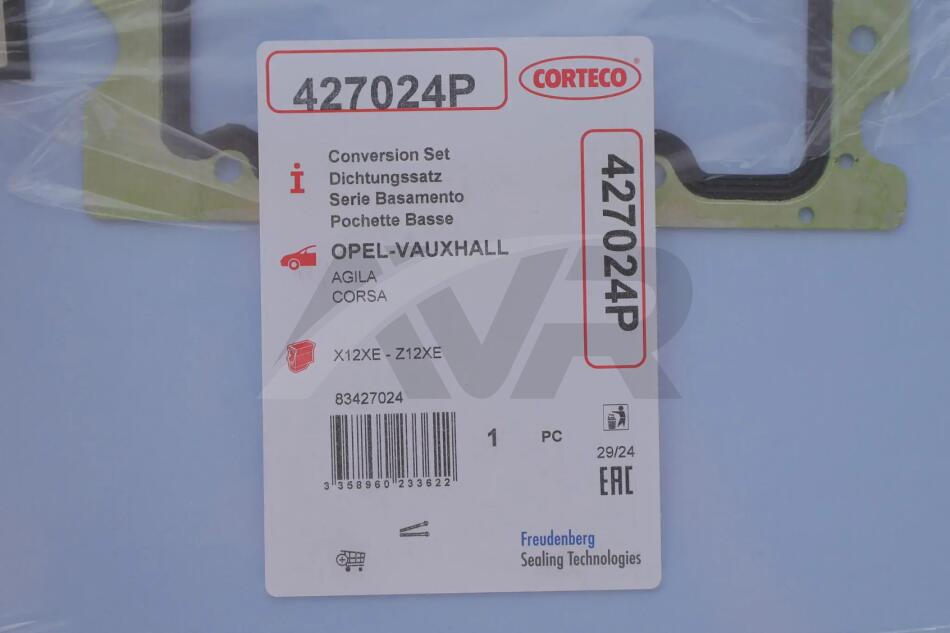 427024P
CORTECO®
Conversion Set
Dichtungssatz
Serie Basamento
Pochette Basse
427024P
OPEL-VAUXHALL
AGILA
CORSA
X12XE - Z12XE
83427024
3 358960 233622
1 PC
29/24
EAC
Freudenberg
Sealing Technologies
AVR